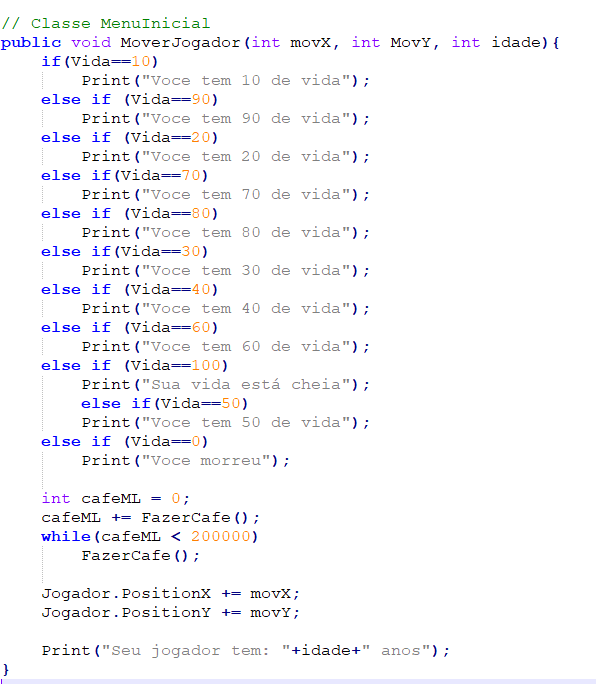 // Classe MenuInicial
public void MoverJogador(int movX, int MovY, int idade){
if(Vida==10)
Print("Voce tem 10 de vida");
else if (Vida==90)
Print("Voce tem 90 de vida");
else if (Vida==20)
Print("Voce tem 20 de vida");
else if(Vida==70)
Print("Voce tem 70 de vida");
else if (Vida==80)
Print("Voce tem 80 de vida");
else if(Vida==30)
Print("Voce tem 30 de vida");
else if (Vida==40)
Print("Voce tem 40 de vida");
else if (Vida==60)
Print("Voce tem 60 de vida");
else if (Vida==100)
Print("Sua vida está cheia");
else if(Vida==50)
Print("Voce tem 50 de vida");
else if (Vida==0)
Print("Voce morreu");
int cafeML = 0;
cafeML += FazerCafe();
while(cafeML < 200000)
FazerCafe();
Jogador.PositionX += movX;
Jogador.PositionY += movY;
Print("Seu jogador tem: "+idade+" anos");
}